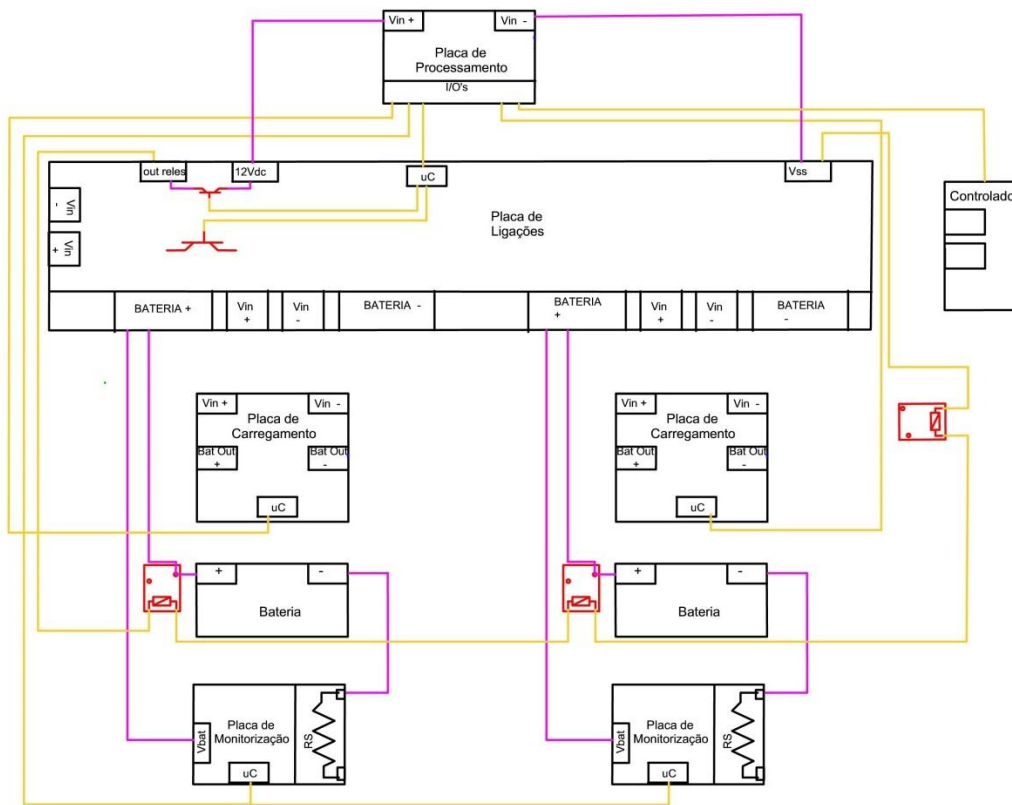 Vin +
Vin -
Placa de
Processamento
I/O's
out reles
12Vdc
uC
Vss
Vin
-
Vin
+
Placa de
Ligações
Controlado
BATERIA +
Vin
+
Vin
-
BATERIA -
BATERIA
+
Vin
+
Vin
-
BATERIA
-
Vin +
Vin -
Placa de
Carregamento
Bat Out
+
Bat Out
-
uC
Vin +
Vin -
Placa de
Carregamento
Bat Out
+
Bat Out
-
uC
+
-
Bateria
+
-
Bateria
Vbat
Placa de
Monitorização
RS
uC
Vbat
Placa de
Monitorização
RS
uC